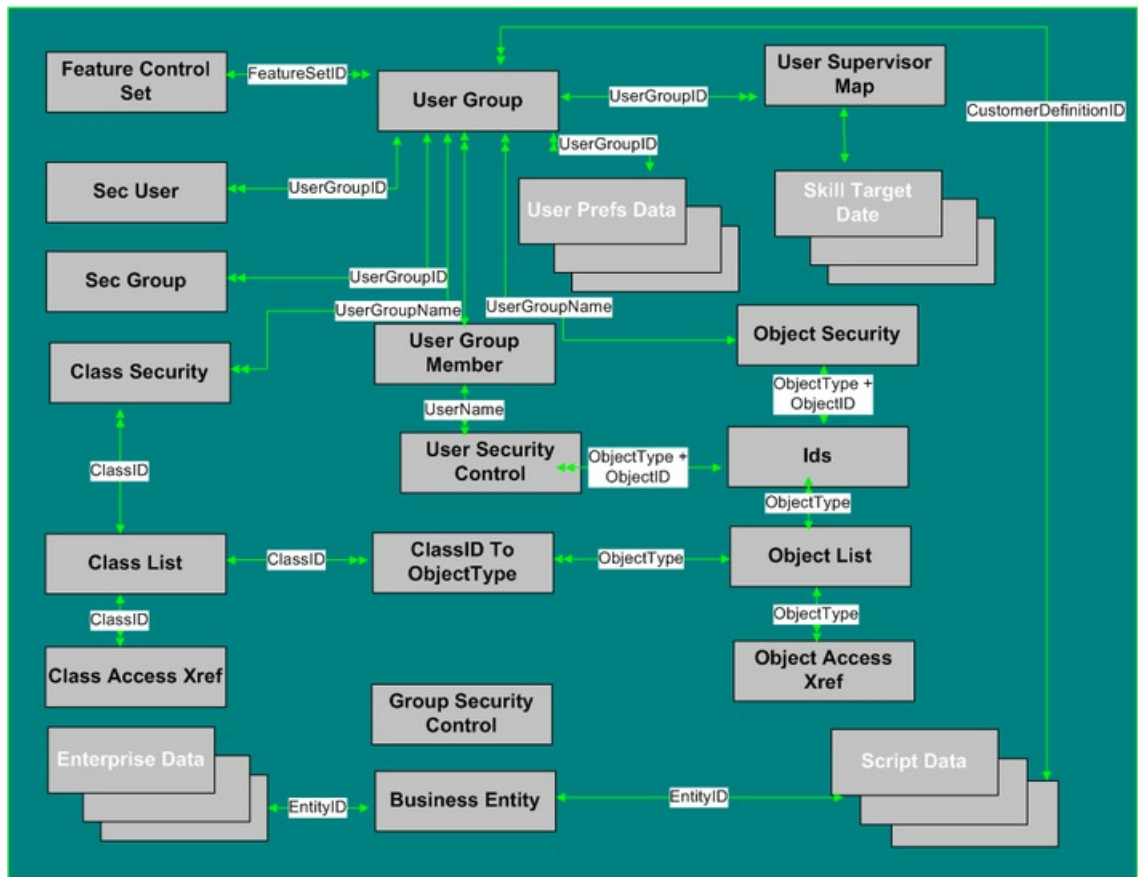 Feature Control
Set
FeatureSetID
User Group
UserGroupID
User Supervisor
Map
CustomerDefinitionID
UserGroupID
Sec User
UserGroupID
User Prefs Data
Skill Target
Date
Sec Group
UserGroupID
UserGroupName
UserGroupName
User Group
Member
Object Security
Class Security
ObjectType +
ObjectID
UserName
User Security
Control
ObjectType +
ObjectID
Ids
ClassID
ObjectType
Class List
ClassID
ClassID To
ObjectType
ObjectType
Object List
ClassID
ObjectType
Class Access Xref
Object Access
Xref
Group Security
Control
Enterprise Data
Script Data
EntityID
Business Entity
EntityID